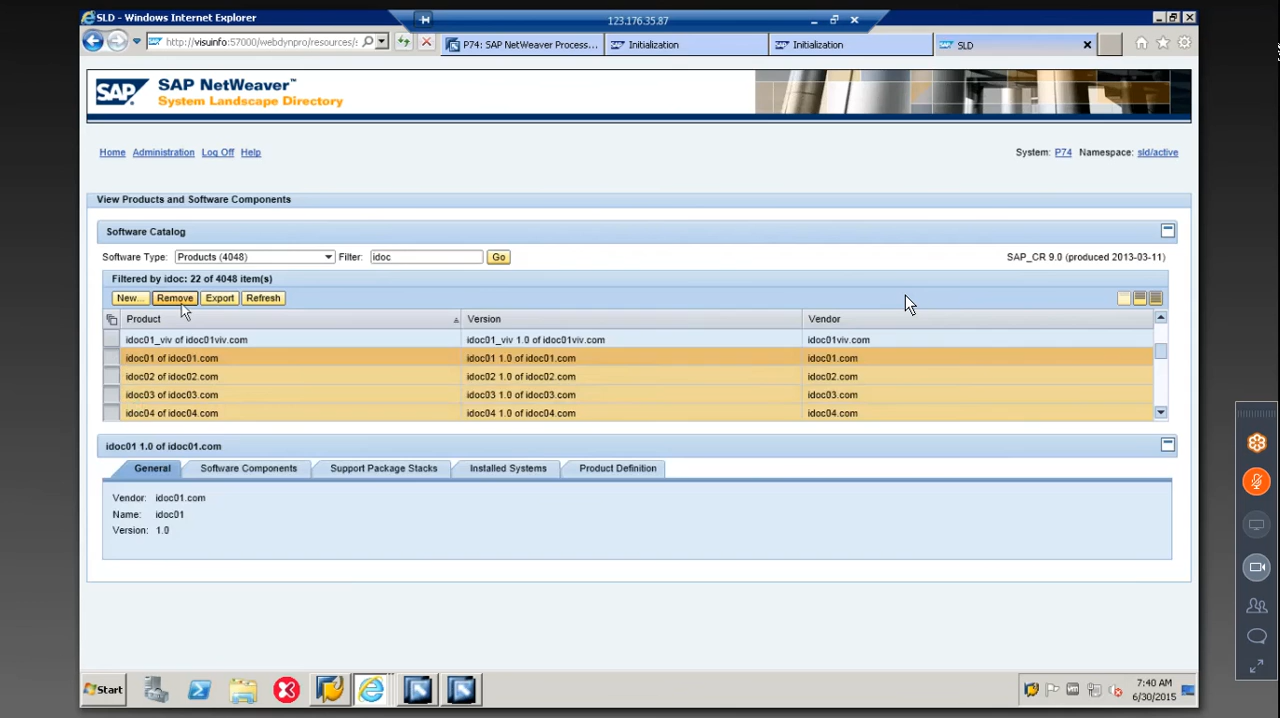 SLD - Windows Internet Explorer
123.176.35.87
http://visuinfo:57000/webdynpro/resources/s
P74: SAP NetWeaver Process...
Initialization
Initialization
SLD
SAP
SAP NetWeaver™
System Landscape Directory
Home Administration Log Off Help
System: P74 Namespace: sld/active
View Products and Software Components
Software Catalog
Software Type: Products (4048) Filter: idoc Go
SAP_CR 9.0 (produced 2013-03-11)
Filtered by idoc: 22 of 4048 item(s)
New... Remove Export Refresh
Product Version Vendor
idoc01_viv of idoc01viv.com idoc01_viv 1.0 of idoc01viv.com idoc01viv.com
idoc01 of idoc01.com idoc01 1.0 of idoc01.com idoc01.com
idoc02 of idoc02.com idoc02 1.0 of idoc02.com idoc02.com
idoc03 of idoc03.com idoc03 1.0 of idoc03.com idoc03.com
idoc04 of idoc04.com idoc04 1.0 of idoc04.com idoc04.com
idoc01 1.0 of idoc01.com
General Software Components Support Package Stacks Installed Systems Product Definition
Vendor: idoc01.com
Name: idoc01
Version: 1.0
Start
7:40 AM
6/30/2015